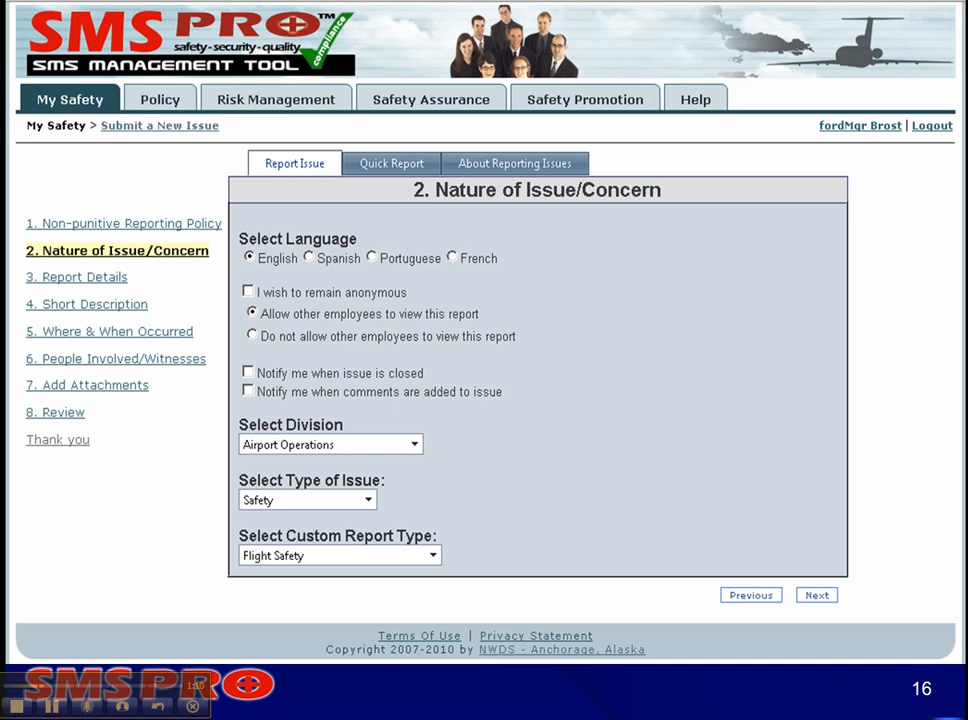 SMS PRO™
safety-security-quality
compliance
SMS MANAGEMENT TOOL
My Safety
Policy
Risk Management
Safety Assurance
Safety Promotion
Help
My Safety > Submit a New Issue
fordMgr Brost | Logout
Report Issue
Quick Report
About Reporting Issues
2. Nature of Issue/Concern
1. Non-punitive Reporting Policy
2. Nature of Issue/Concern
3. Report Details
4. Short Description
5. Where & When Occurred
6. People Involved/Witnesses
7. Add Attachments
8. Review
Thank you
Select Language
English Spanish Portuguese French
I wish to remain anonymous
Allow other employees to view this report
Do not allow other employees to view this report
Notify me when issue is closed
Notify me when comments are added to issue
Select Division
Airport Operations
Select Type of Issue:
Safety
Select Custom Report Type:
Flight Safety
Previous
Next
Terms Of Use | Privacy Statement
Copyright 2007-2010 by NWDS - Anchorage, Alaska
SMS PRO
1:10
16